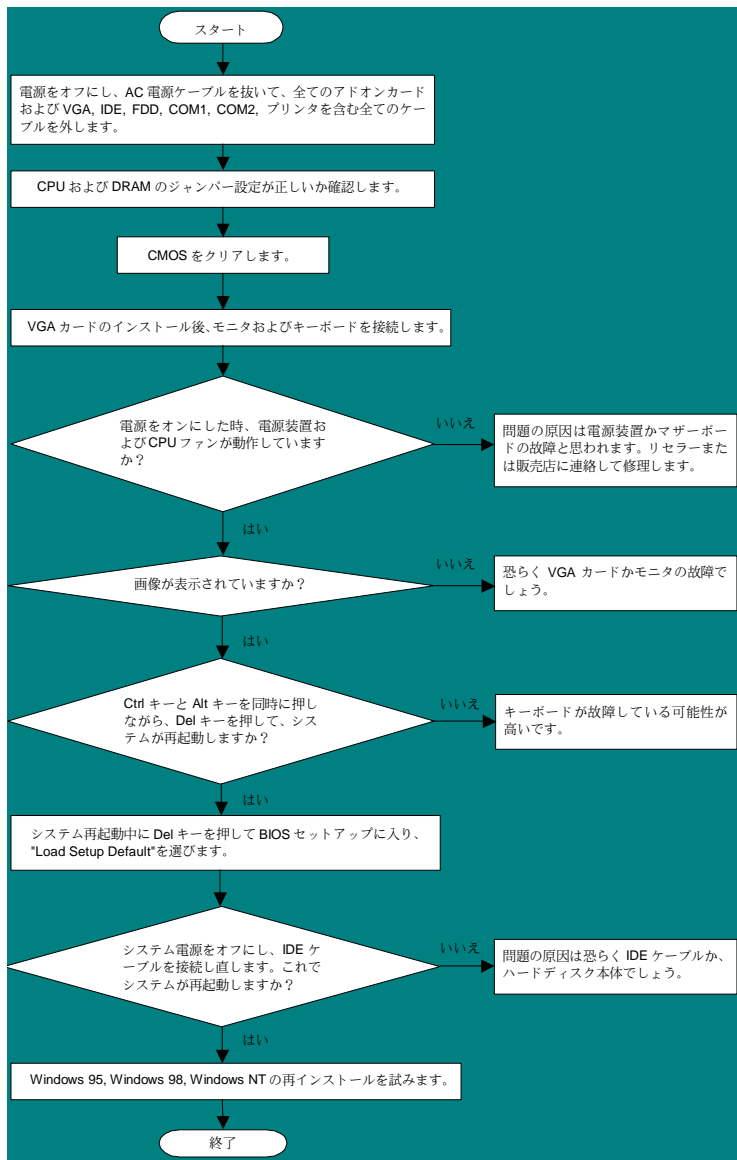 スタート
電源をオフにし、AC 電源ケーブルを抜いて、全てのアドオンカード
および VGA, IDE, FDD, COM1, COM2, プリンタを含む全てのケー
ブルを外します。
CPU および DRAM のジャンパー設定が正しいか確認します。
CMOS をクリアします。
VGA カードのインストール後、モニタおよびキーボードを接続します。
電源をオンにした時、電源装置お
よび CPU ファンが動作しています
か？
いいえ
問題の原因は電源装置かマザーボー
ドの故障と思われます。リセラーまた
は販売店に連絡して修理します。
はい
画像が表示されていますか？
いいえ
恐らく VGA カードかモニタの故障で
しょう。
はい
Ctrl キーと Alt キーを同時に押し
ながら、Del キーを押して、シス
テムが再起動しますか？
いいえ
キーボードが故障している可能性が
高いです。
はい
システム再起動中に Del キーを押して BIOS セットアップに入り、
"Load Setup Default"を選びます。
システム電源をオフにし、IDE ケ
ーブルを接続し直します。これで
システムが再起動しますか？
いいえ
問題の原因は恐らく IDE ケーブルか、
ハードディスク本体でしょう。
はい
Windows 95, Windows 98, Windows NT の再インストールを試みます。
終了